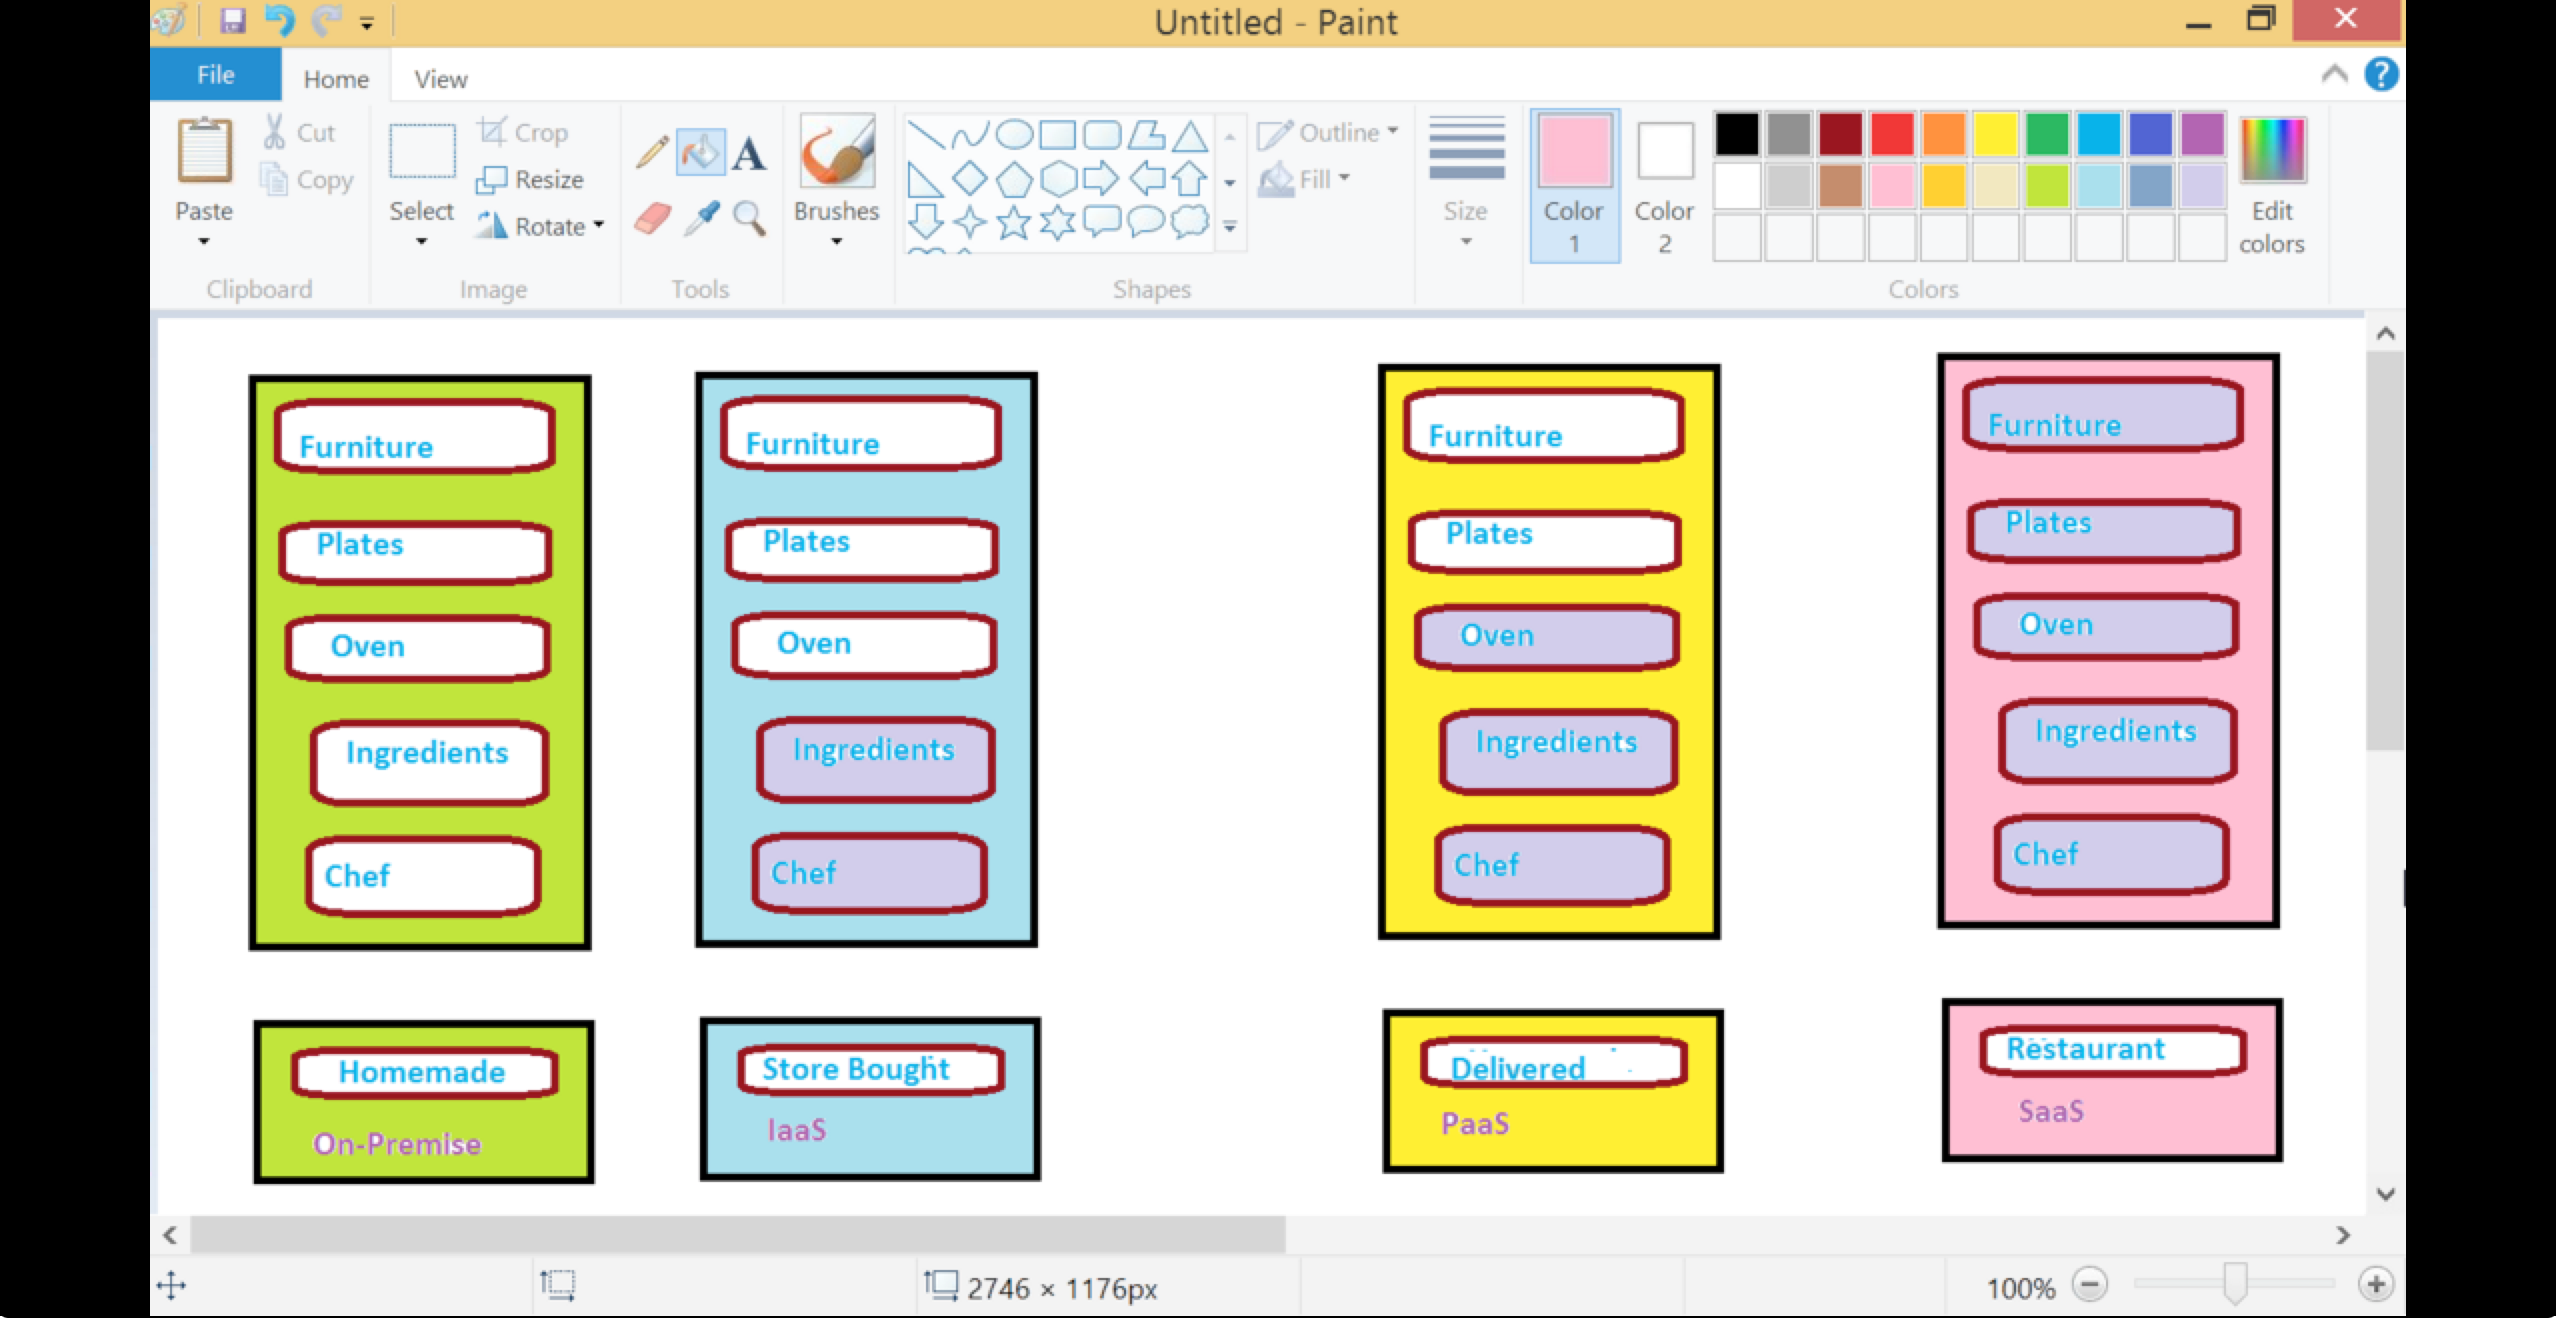 Untitled - Paint
File Home View
Cut
Copy
Paste
Crop
Resize
Rotate
Select
A
Brushes
Outline
Fill
Size
Color 1
Color 2
Edit colors
Clipboard
Image
Tools
Shapes
Colors
Furniture
Plates
Oven
Ingredients
Chef
Homemade
On-Premise
Furniture
Plates
Oven
Ingredients
Chef
Store Bought
IaaS
Furniture
Plates
Oven
Ingredients
Chef
Delivered
PaaS
Furniture
Plates
Oven
Ingredients
Chef
Restaurant
SaaS
2746 × 1176px
100%